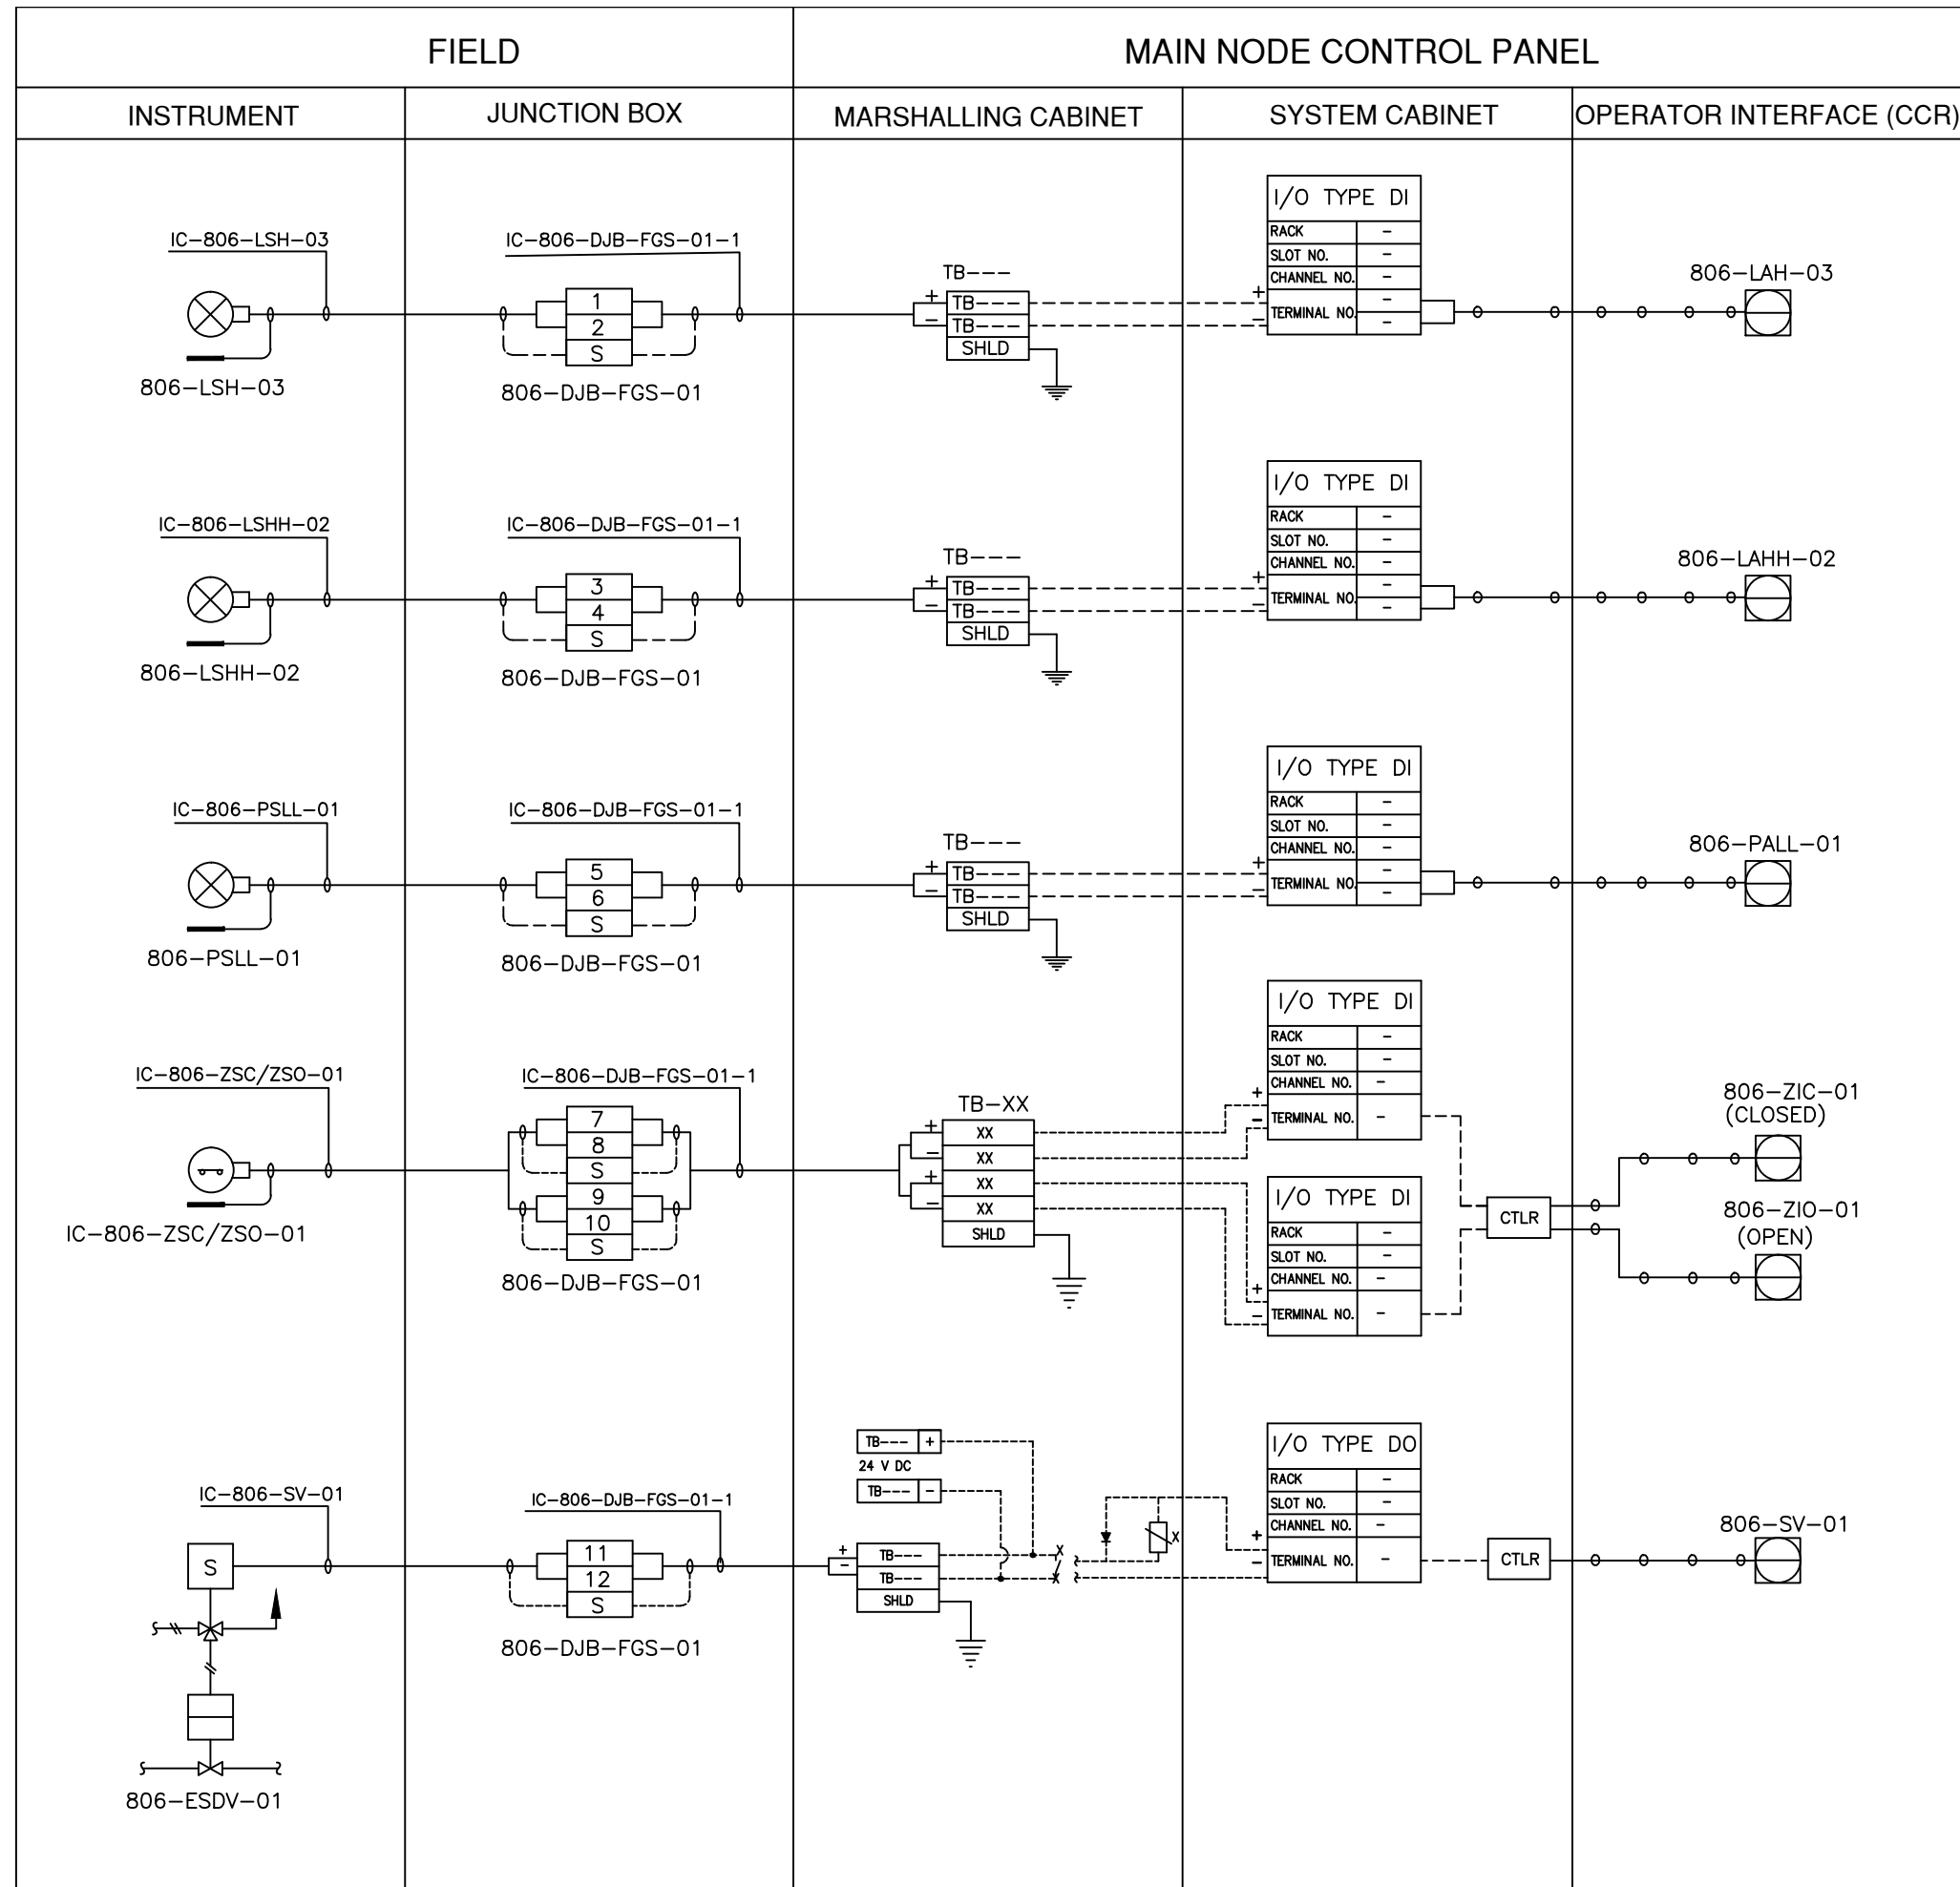 FIELD
MAIN NODE CONTROL PANEL
INSTRUMENT
JUNCTION BOX
MARSHALLING CABINET
SYSTEM CABINET
OPERATOR INTERFACE (CCR)
IC-806-LSH-03
806-LSH-03
IC-806-DJB-FGS-01-1
1
2
S
806-DJB-FGS-01
TB---
+ TB----
- TB----
SHLD
I/O TYPE DI
RACK -
SLOT NO. -
CHANNEL NO. -
+
-
TERMINAL NO. -
-
806-LAH-03
IC-806-LSHH-02
806-LSHH-02
IC-806-DJB-FGS-01-1
3
4
S
806-DJB-FGS-01
TB---
+ TB----
- TB----
SHLD
I/O TYPE DI
RACK -
SLOT NO. -
CHANNEL NO. -
+
-
TERMINAL NO. -
-
806-LAHH-02
IC-806-PSLL-01
806-PSLL-01
IC-806-DJB-FGS-01-1
5
6
S
806-DJB-FGS-01
TB---
+ TB----
- TB----
SHLD
I/O TYPE DI
RACK -
SLOT NO. -
CHANNEL NO. -
+
-
TERMINAL NO. -
-
806-PALL-01
IC-806-ZSC/ZSO-01
IC-806-ZSC/ZSO-01
IC-806-DJB-FGS-01-1
7
8
S
9
10
S
806-DJB-FGS-01
TB-XX
+ XX
- XX
+ XX
- XX
SHLD
I/O TYPE DI
RACK -
SLOT NO. -
CHANNEL NO. -
+
-
TERMINAL NO. -
I/O TYPE DI
RACK -
SLOT NO. -
CHANNEL NO. -
+
-
TERMINAL NO. -
CTLR
806-ZIC-01
(CLOSED)
806-ZIO-01
(OPEN)
IC-806-SV-01
S
806-ESDV-01
IC-806-DJB-FGS-01-1
11
12
S
806-DJB-FGS-01
TB--- +
24 V DC
TB--- -
+ TB----
- TB----
SHLD
X
X
X
I/O TYPE DO
RACK -
SLOT NO. -
CHANNEL NO. -
+
-
TERMINAL NO. -
CTLR
806-SV-01